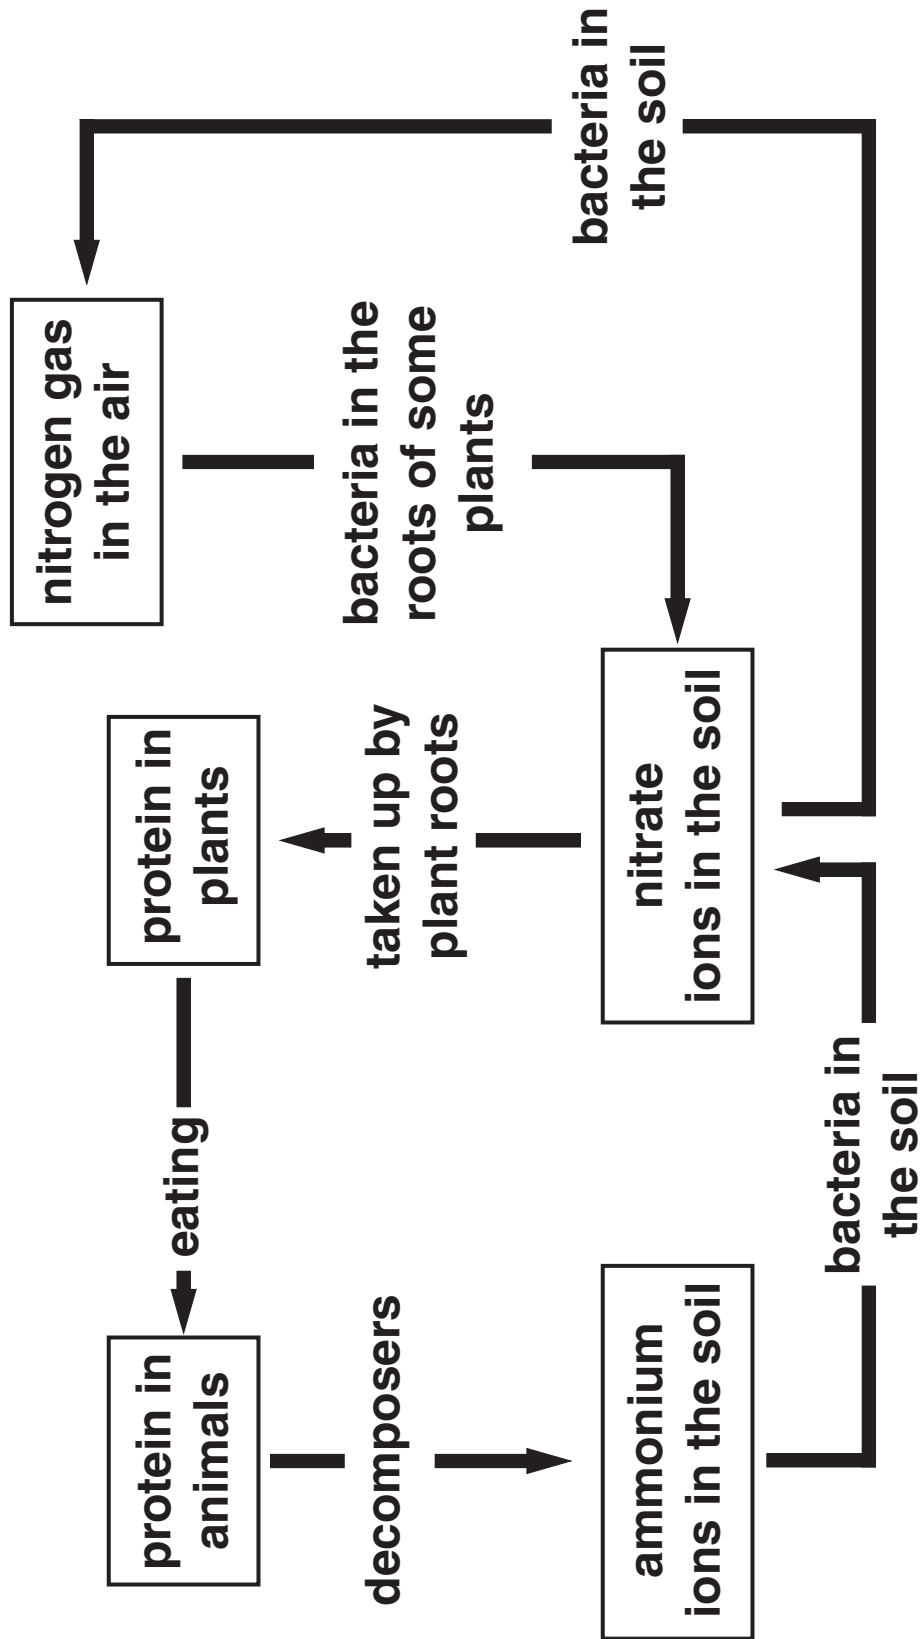 protein in
animals
eating
protein in
plants
nitrogen gas
in the air
decomposers
taken up by
plant roots
bacteria in the
roots of some
plants
bacteria in
the soil
ammonium
ions in the soil
nitrate
ions in the soil
bacteria in
the soil